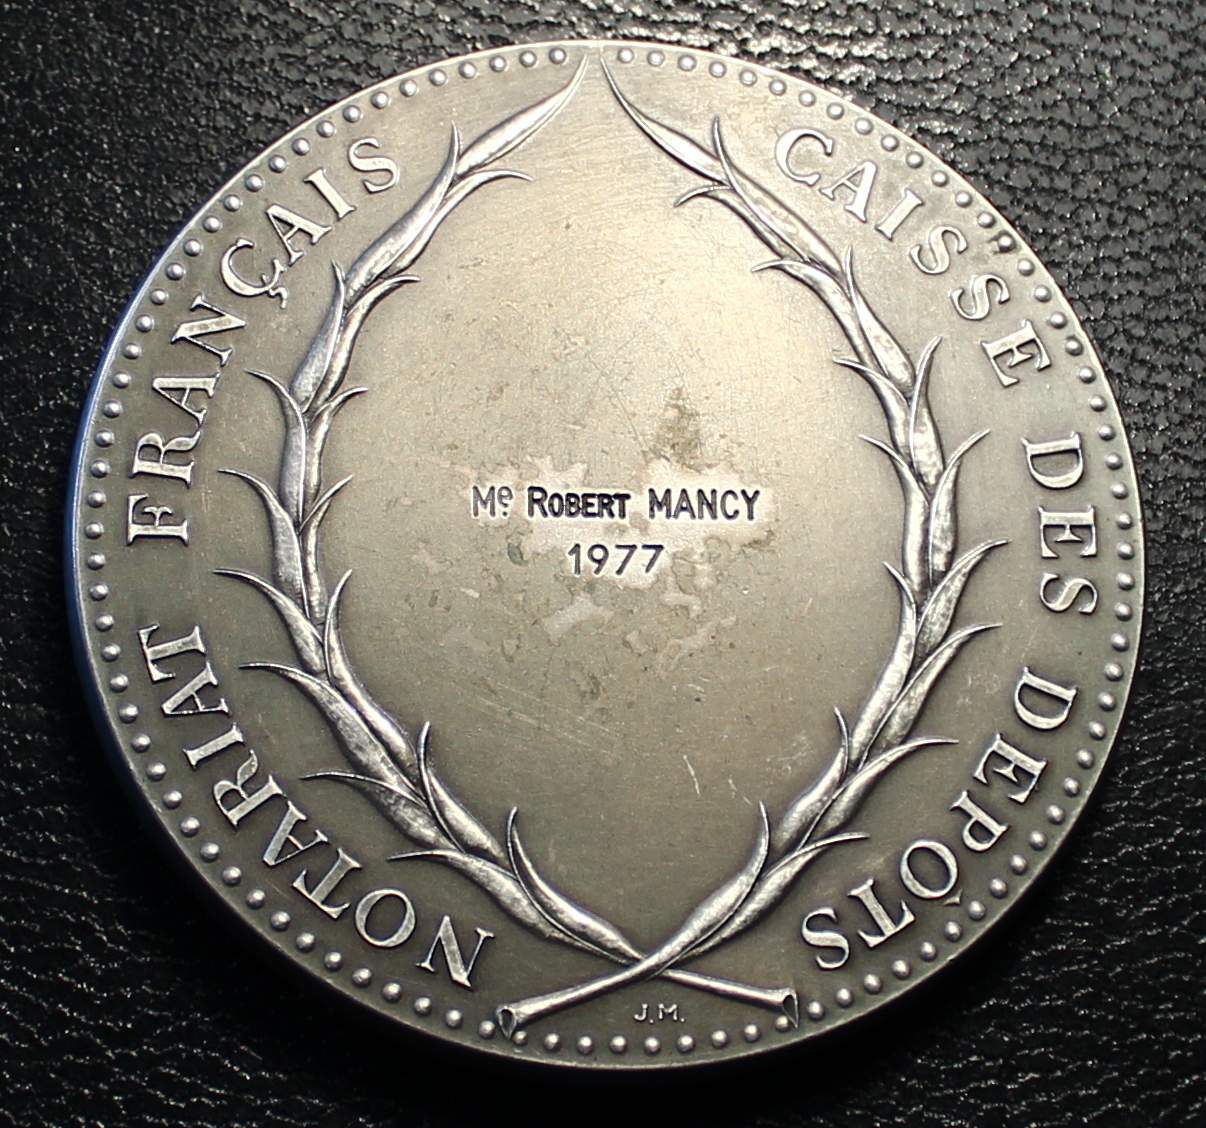 NOTARIAT FRANÇAIS
CAISSE DES DÉPÔTS
Me ROBERT MANCY
1977
J.M.